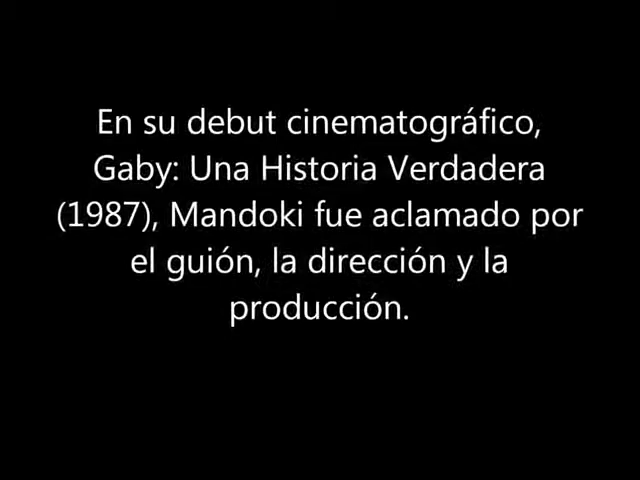 En su debut cinematográfico,
Gaby: Una Historia Verdadera
(1987), Mandoki fue aclamado por
el guión, la dirección y la
producción.